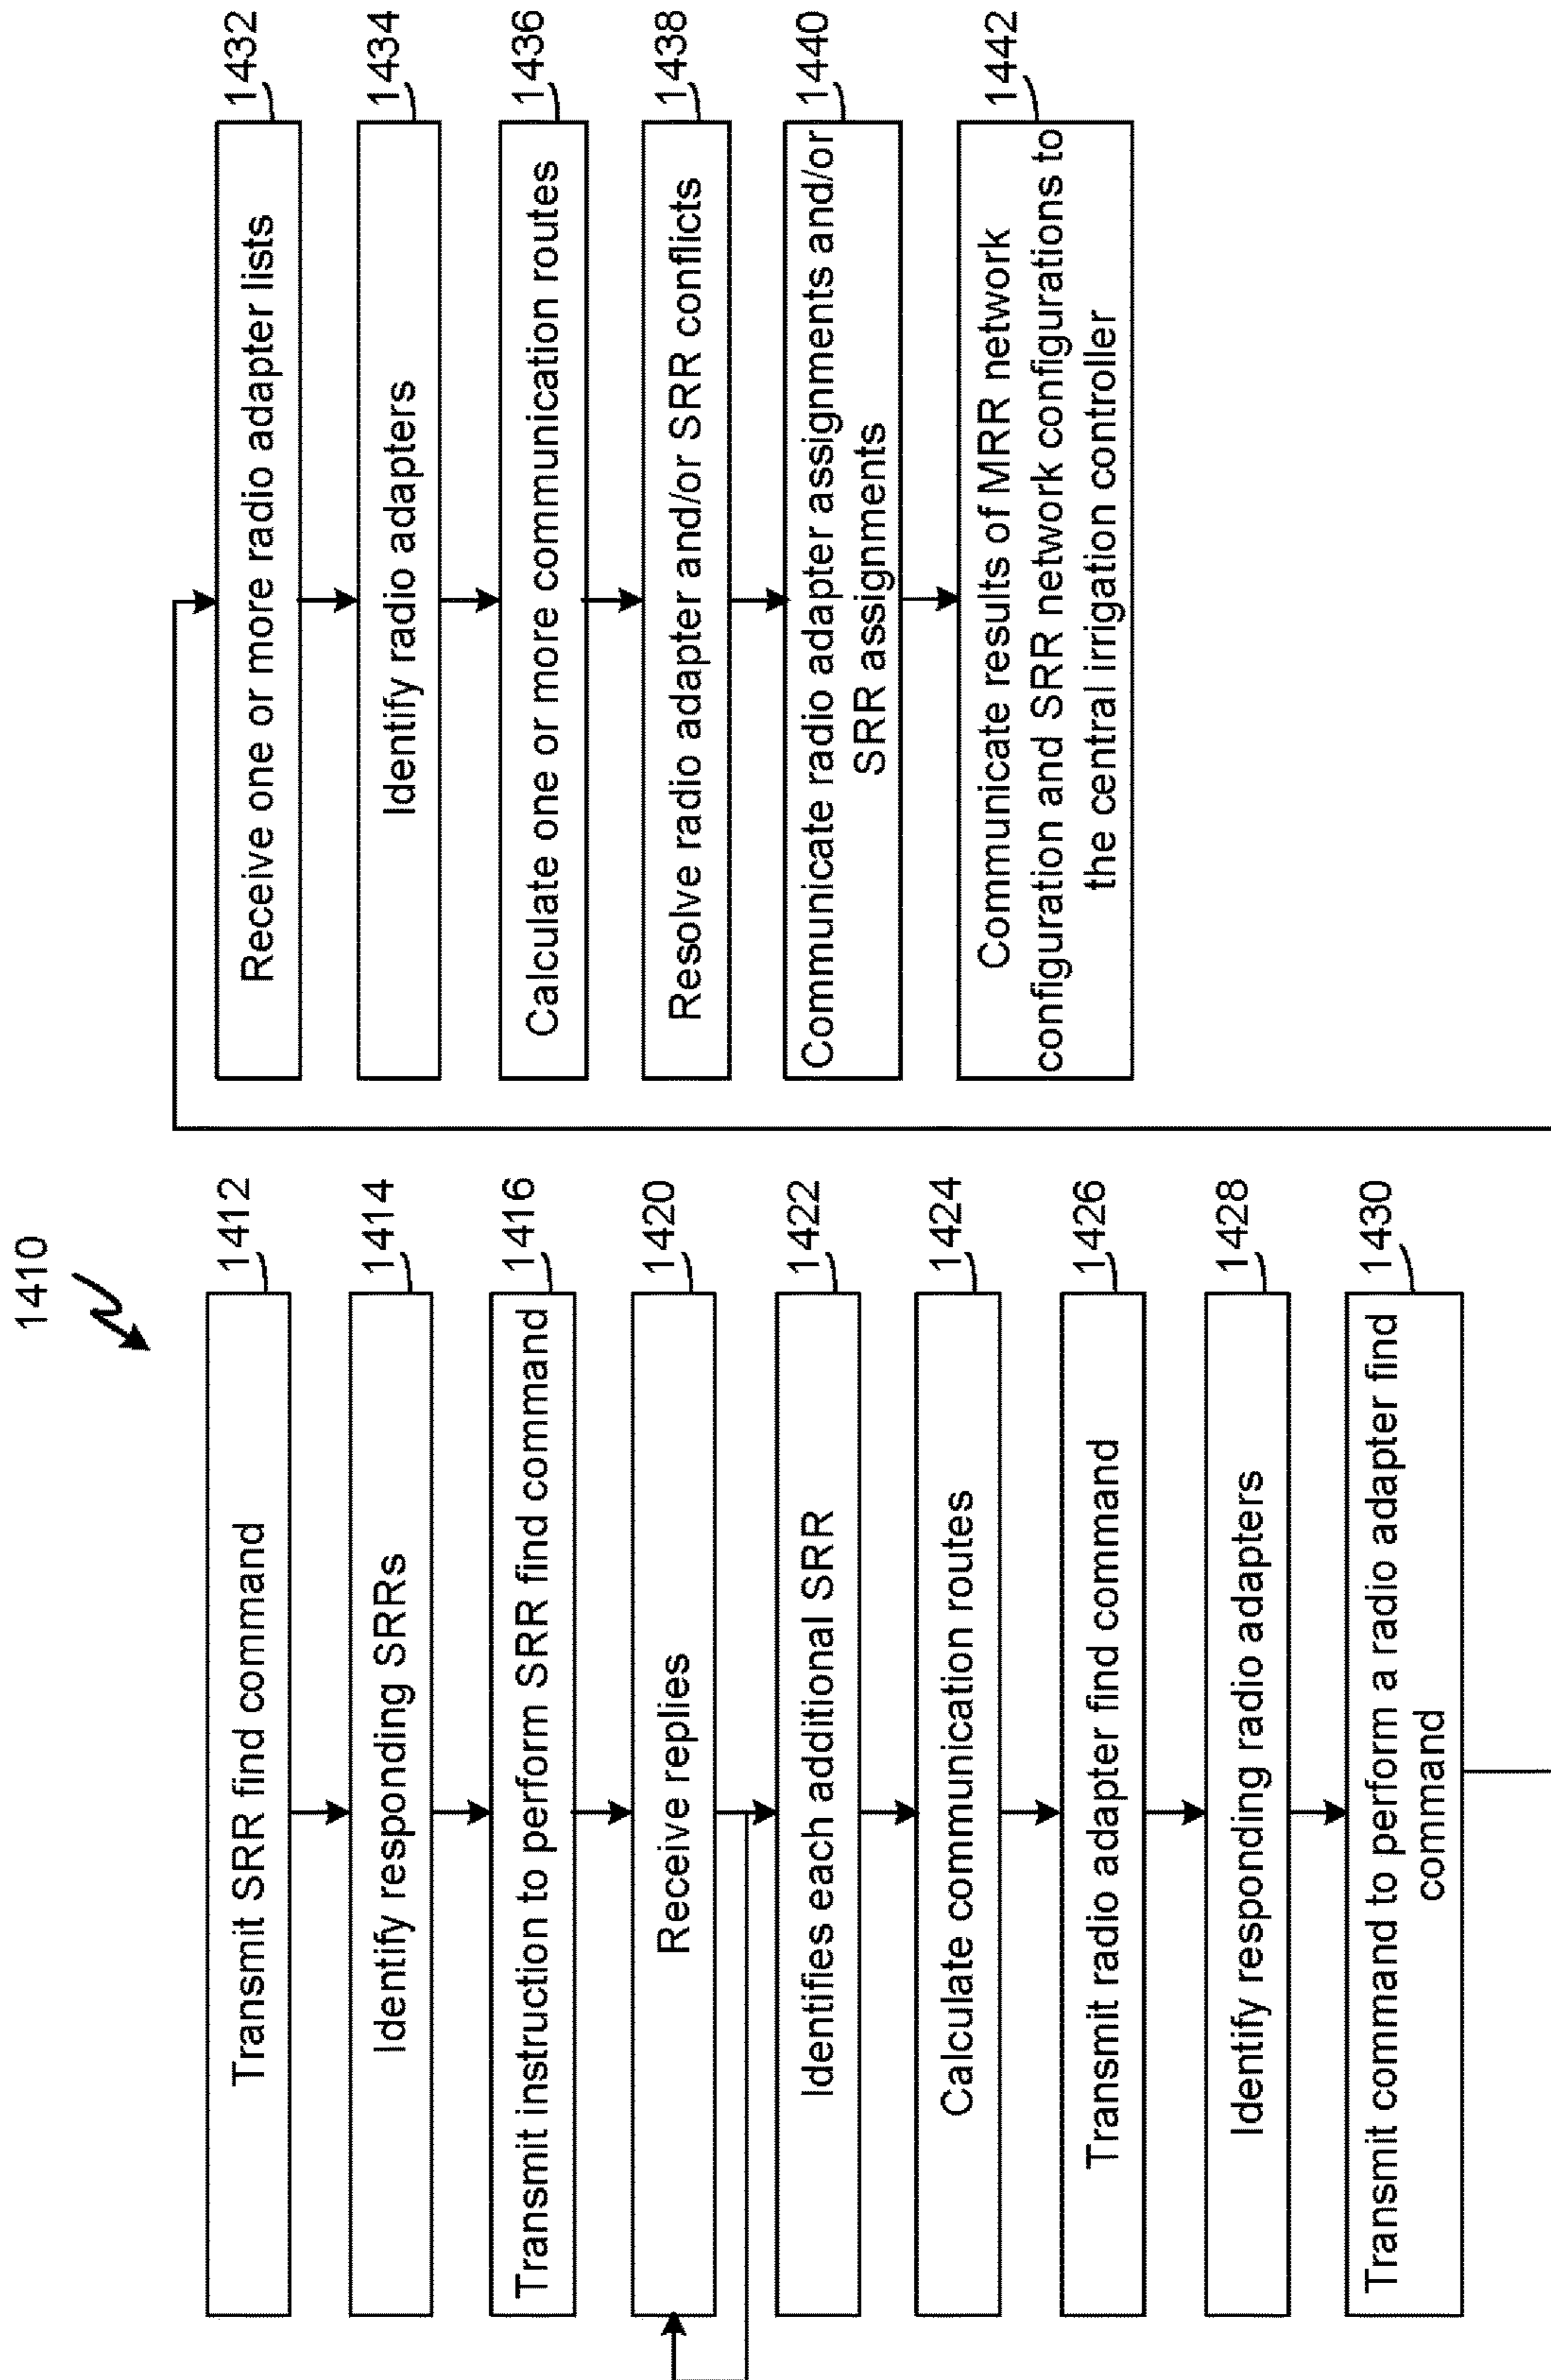 1410
Transmit SRR find command
1412
Identify responding SRRs
1414
Transmit instruction to perform SRR find command
1416
Receive replies
1420
Identifies each additional SRR
1422
Calculate communication routes
1424
Transmit radio adapter find command
1426
Identify responding radio adapters
1428
Transmit command to perform a radio adapter find
command
1430
Receive one or more radio adapter lists
1432
Identify radio adapters
1434
Calculate one or more communication routes
1436
Resolve radio adapter and/or SRR conflicts
1438
Communicate radio adapter assignments and/or
SRR assignments
1440
Communicate results of MRR network
configuration and SRR network configurations to
the central irrigation controller
1442